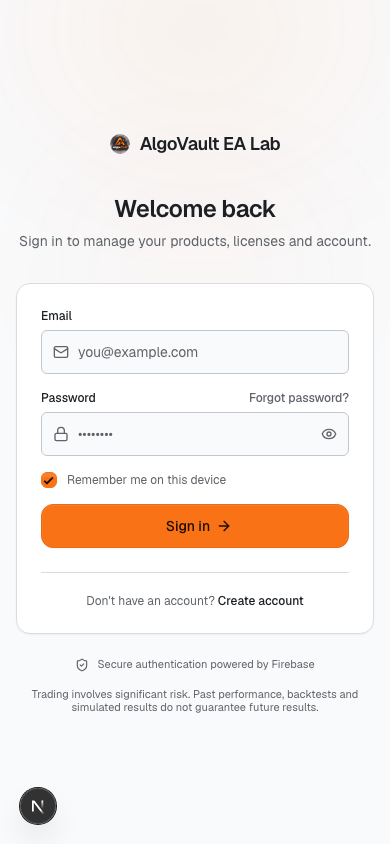 AlgoVault EA Lab
Welcome back
Sign in to manage your products, licenses and account.
Email
you@example.com
Password
Forgot password?
••••••••
Remember me on this device
Sign in →
Don't have an account? Create account
Secure authentication powered by Firebase
Trading involves significant risk. Past performance, backtests and
simulated results do not guarantee future results.
N